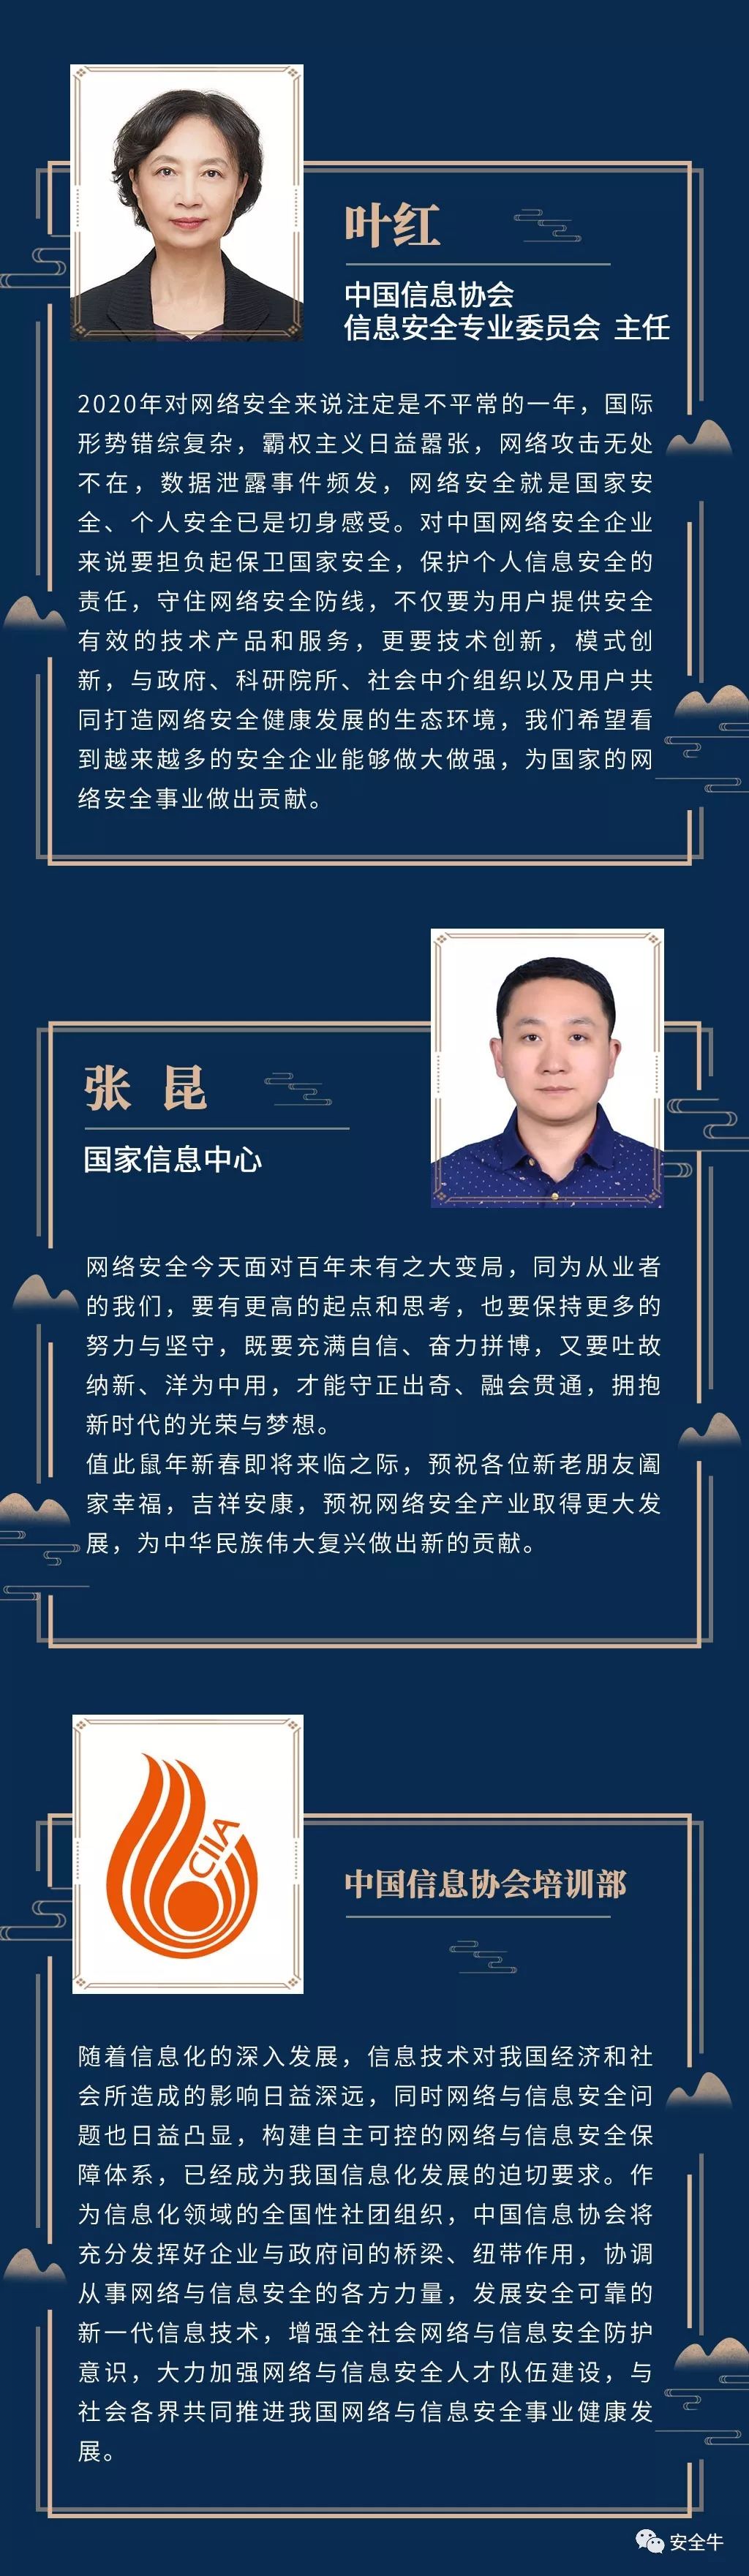 叶红
中国信息协会
信息安全专业委员会 主任
2020年对网络安全来说注定是不平常的一年，国际
形势错综复杂，霸权主义日益嚣张，网络攻击无处
不在，数据泄露事件频发，网络安全就是国家安
全、个人安全已是切身感受。对中国网络安全企业
来说要担负起保卫国家安全，保护个人信息安全的
责任，守住网络安全防线，不仅要为用户提供安全
有效的技术产品和服务，更要技术创新，模式创
新，与政府、科研院所、社会中介组织以及用户共
同打造网络安全健康发展的生态环境，我们希望看
到越来越多的安全企业能够做大做强，为国家的网
络安全事业做出贡献。
张 昆
国家信息中心
网络安全今天面对百年未有之大变局，同为从业者
的我们，要有更高的起点和思考，也要保持更多的
努力与坚守，既要充满自信、奋力拼博，又要吐故
纳新、洋为中用，才能守正出奇、融会贯通，拥抱
新时代的光荣与梦想。
值此鼠年新春即将来临之际，预祝各位新老朋友阖
家幸福，吉祥安康，预祝网络安全产业取得更大发
展，为中华民族伟大复兴做出新的贡献。
CIIA
中国信息协会培训部
随着信息化的深入发展，信息技术对我国经济和社
会所造成的影响日益深远，同时网络与信息安全问
题也日益凸显，构建自主可控的网络与信息安全保
障体系，已经成为我国信息化发展的迫切要求。作
为信息化领域的全国性社团组织，中国信息协会将
充分发挥好企业与政府间的桥梁、纽带作用，协调
从事网络与信息安全的各方力量，发展安全可靠的
新一代信息技术，增强全社会网络与信息安全防护
意识，大力加强网络与信息安全人才队伍建设，与
社会各界共同推进我国网络与信息安全事业健康发
展。
安全牛